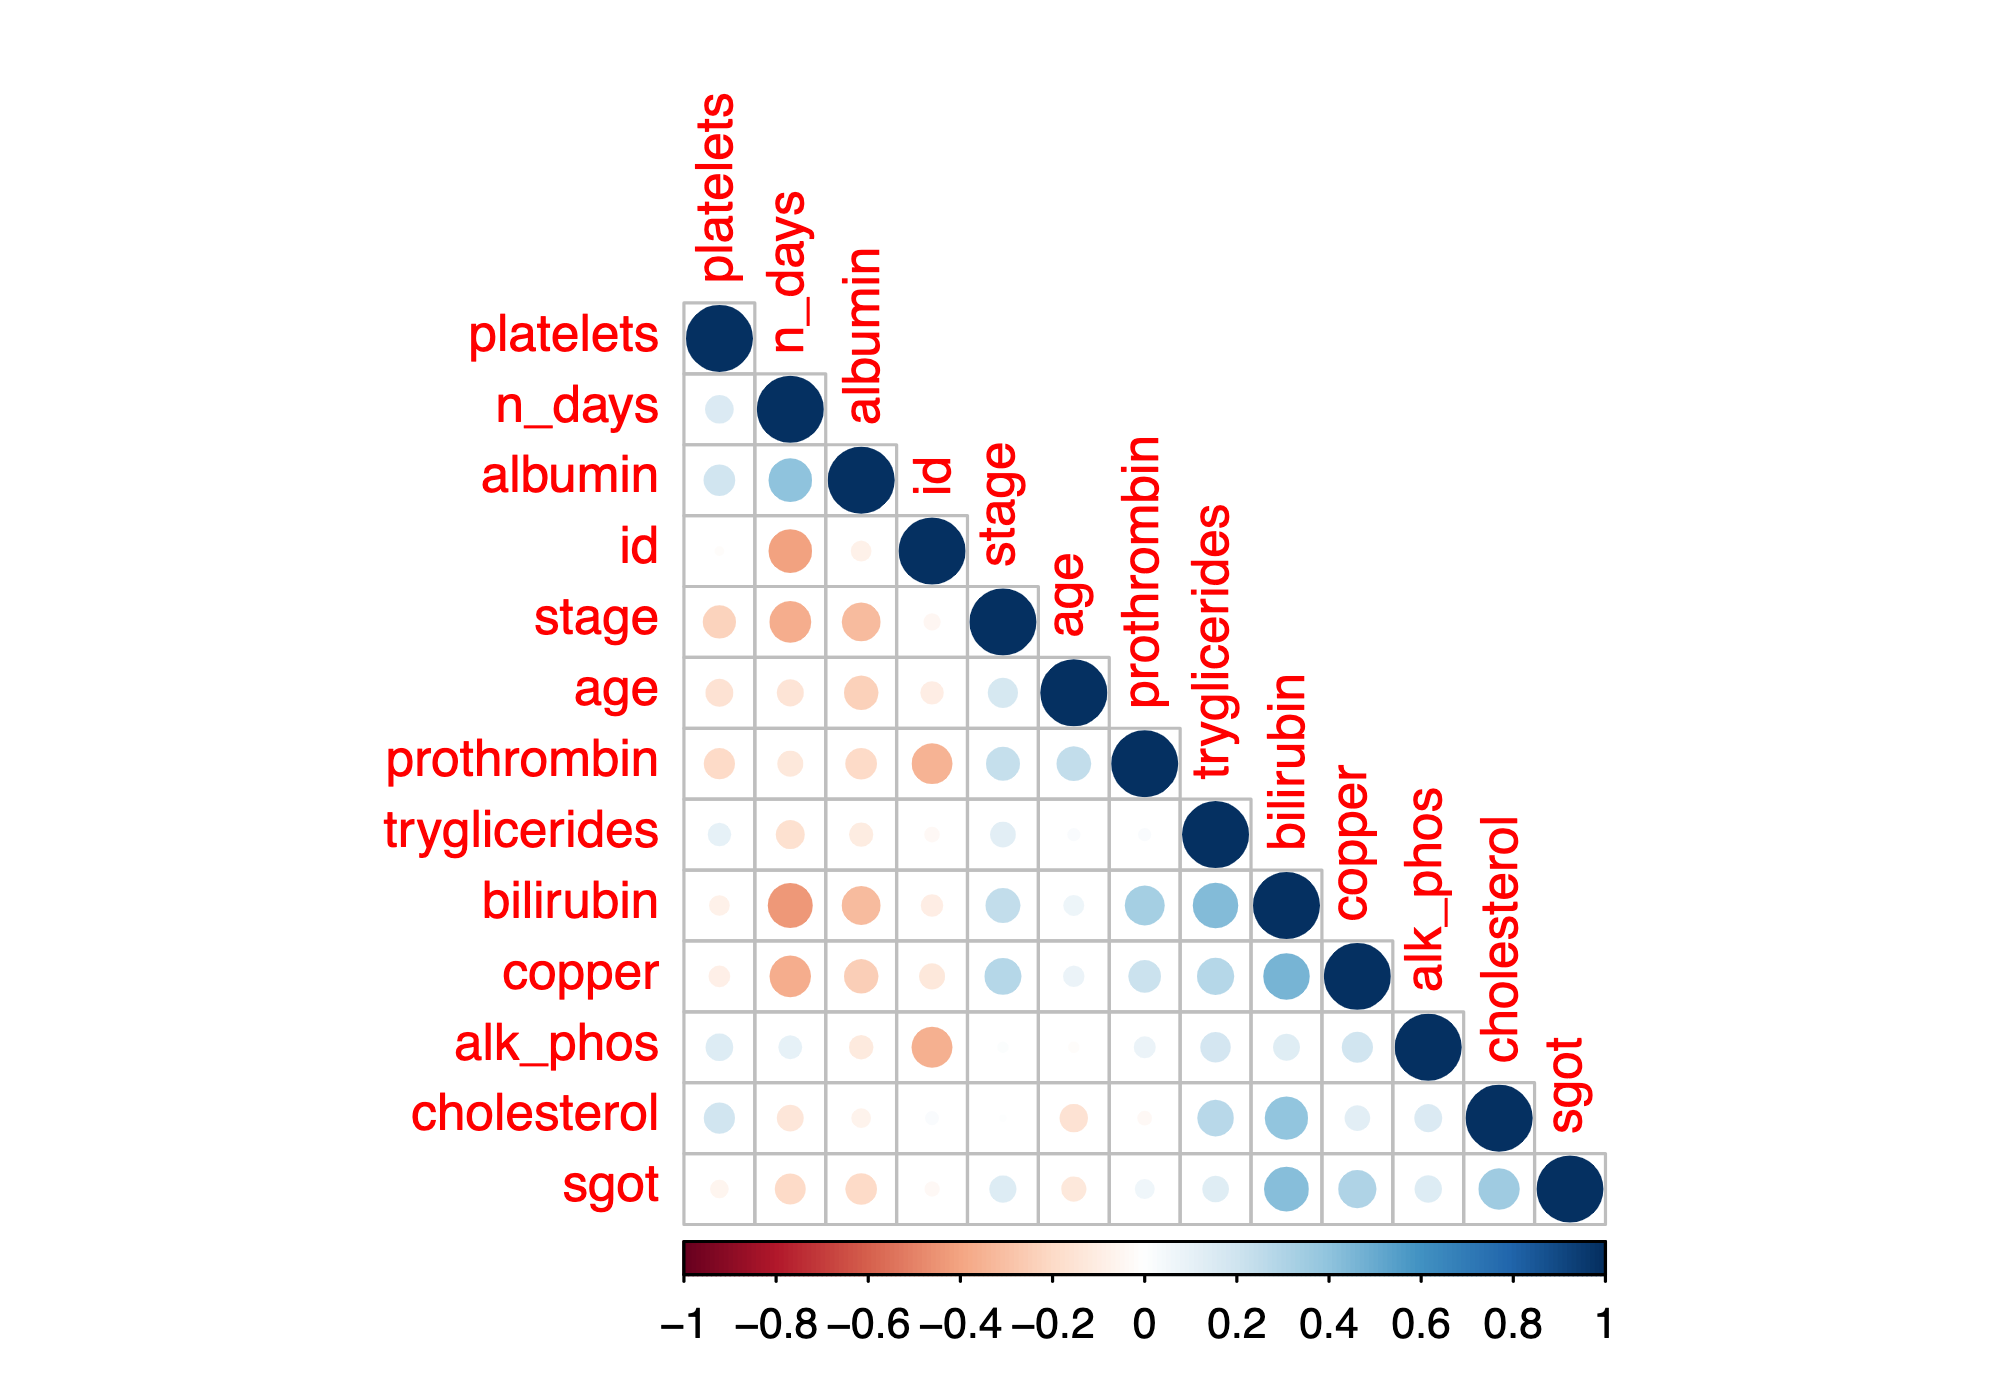 platelets
n_days
albumin
id
stage
age
prothrombin
tryglicerides
bilirubin
copper
alk_phos
cholesterol
sgot
platelets
n_days
albumin
id
stage
age
prothrombin
tryglicerides
bilirubin
copper
alk_phos
cholesterol
sgot
−1 −0.8 −0.6 −0.4 −0.2 0 0.2 0.4 0.6 0.8 1